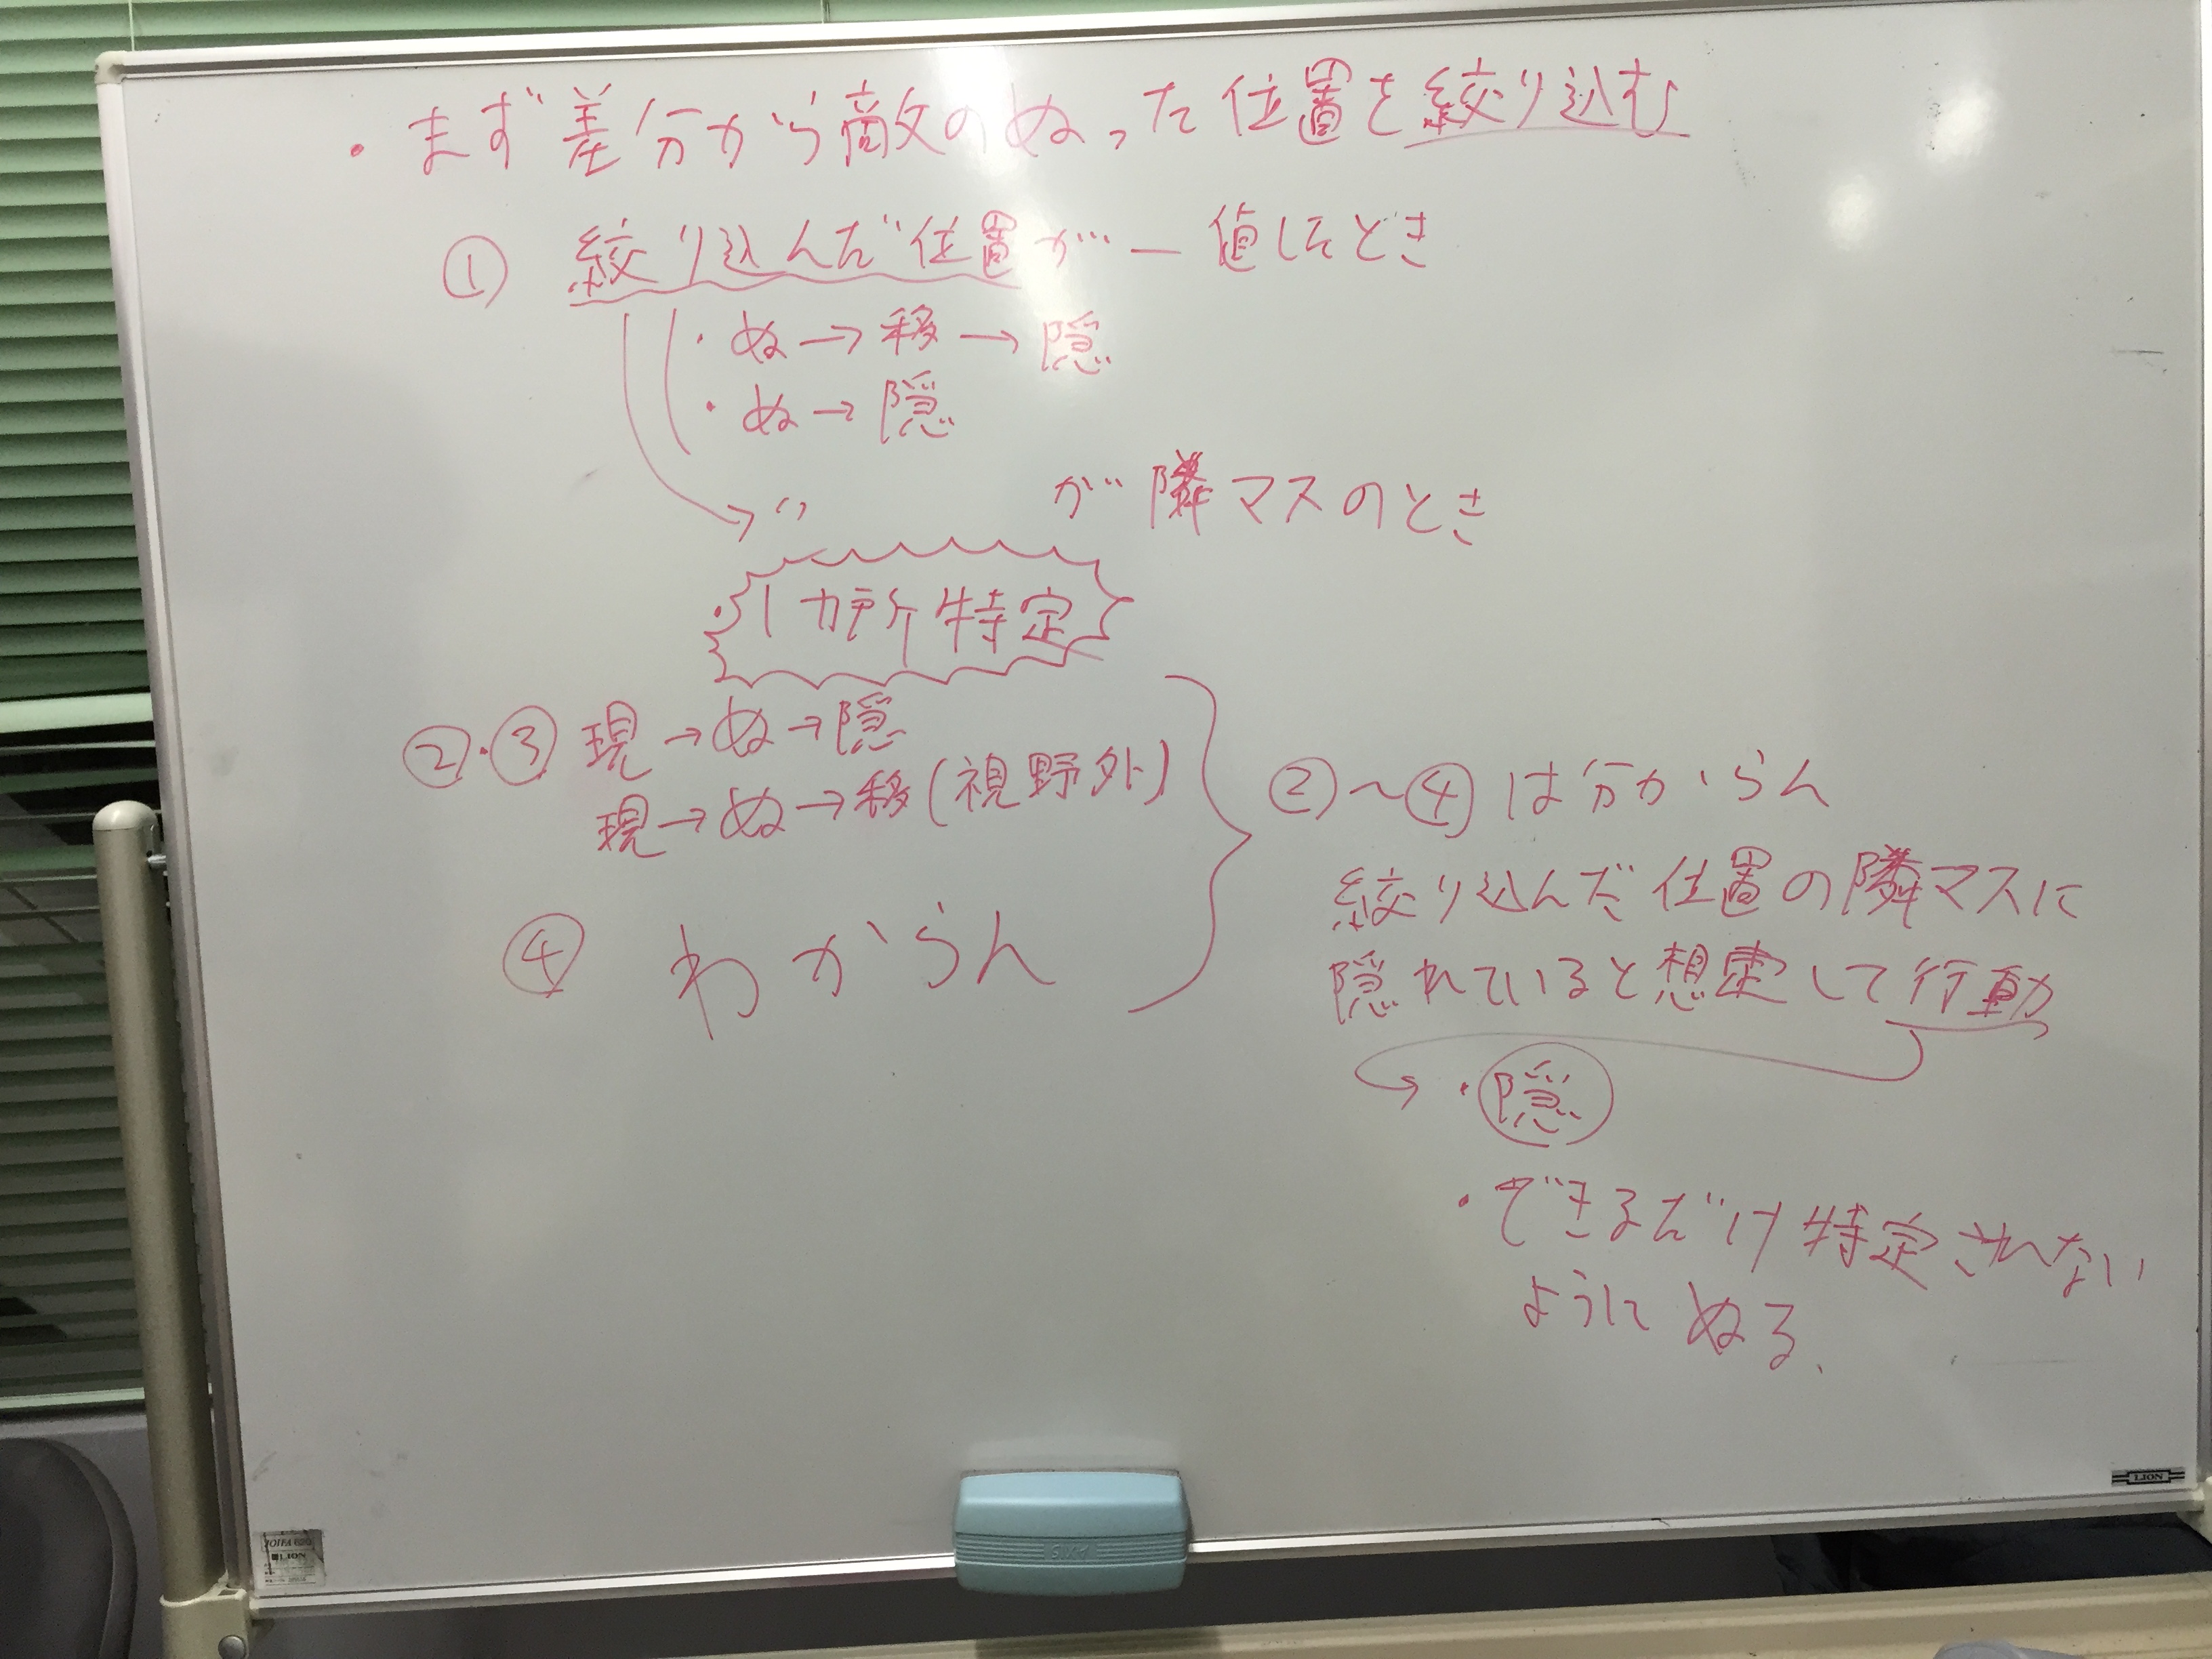 ・まず差分から敵のぬった位置を絞り込む
① 絞り込んだ位置が一値したとき
・ぬ→移→隠
・ぬ→隠
→ 〃 が隣マスのとき
・1カ所特定
②・③ 現→ぬ→隠
現→ぬ→移(視野外)
④ わからん
②～④は分からん
絞り込んだ位置の隣マスに
隠れていると想定して行動
→ ・隠
・できるだけ特定されない
ようにぬる、
LION
JOIFA
LION